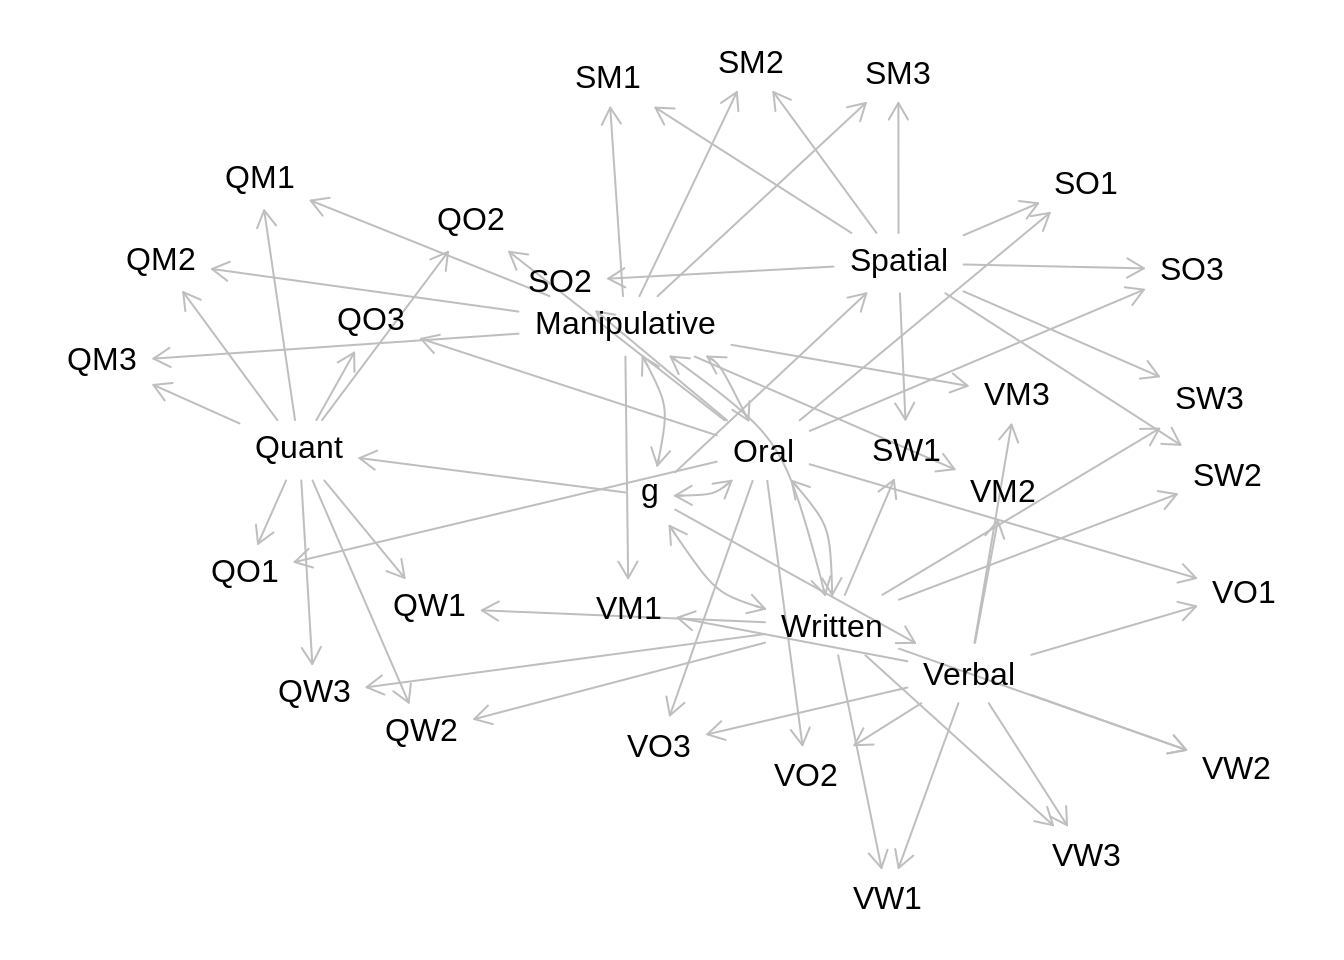 SM2
SM3
SM1
QM1
SO1
QO2
QM2
Spatial
SO3
SO2
QO3
Manipulative
QM3
VM3
SW3
Quant
Oral
SW1
SW2
g
VM2
QO1
VO1
QW1
VM1
Written
Verbal
QW3
QW2
VO3
VO2
VW2
VW3
VW1